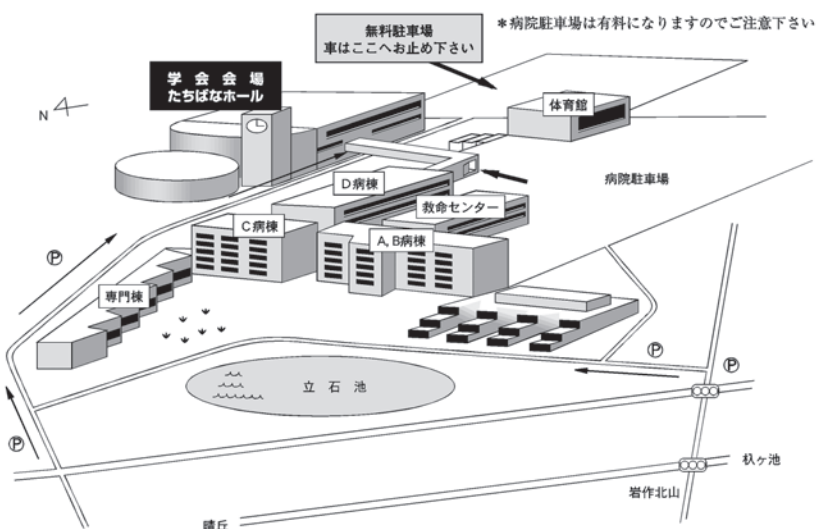 無料駐車場
車はここへお止め下さい
*病院駐車場は有料になりますのでご注意下さい
学会会場
たちばなホール
体育館
N
病院駐車場
D病棟
救命センター
C病棟
A,B病棟
P
専門棟
P
P
立石池
P
杁ヶ池
岩作北山
晴丘